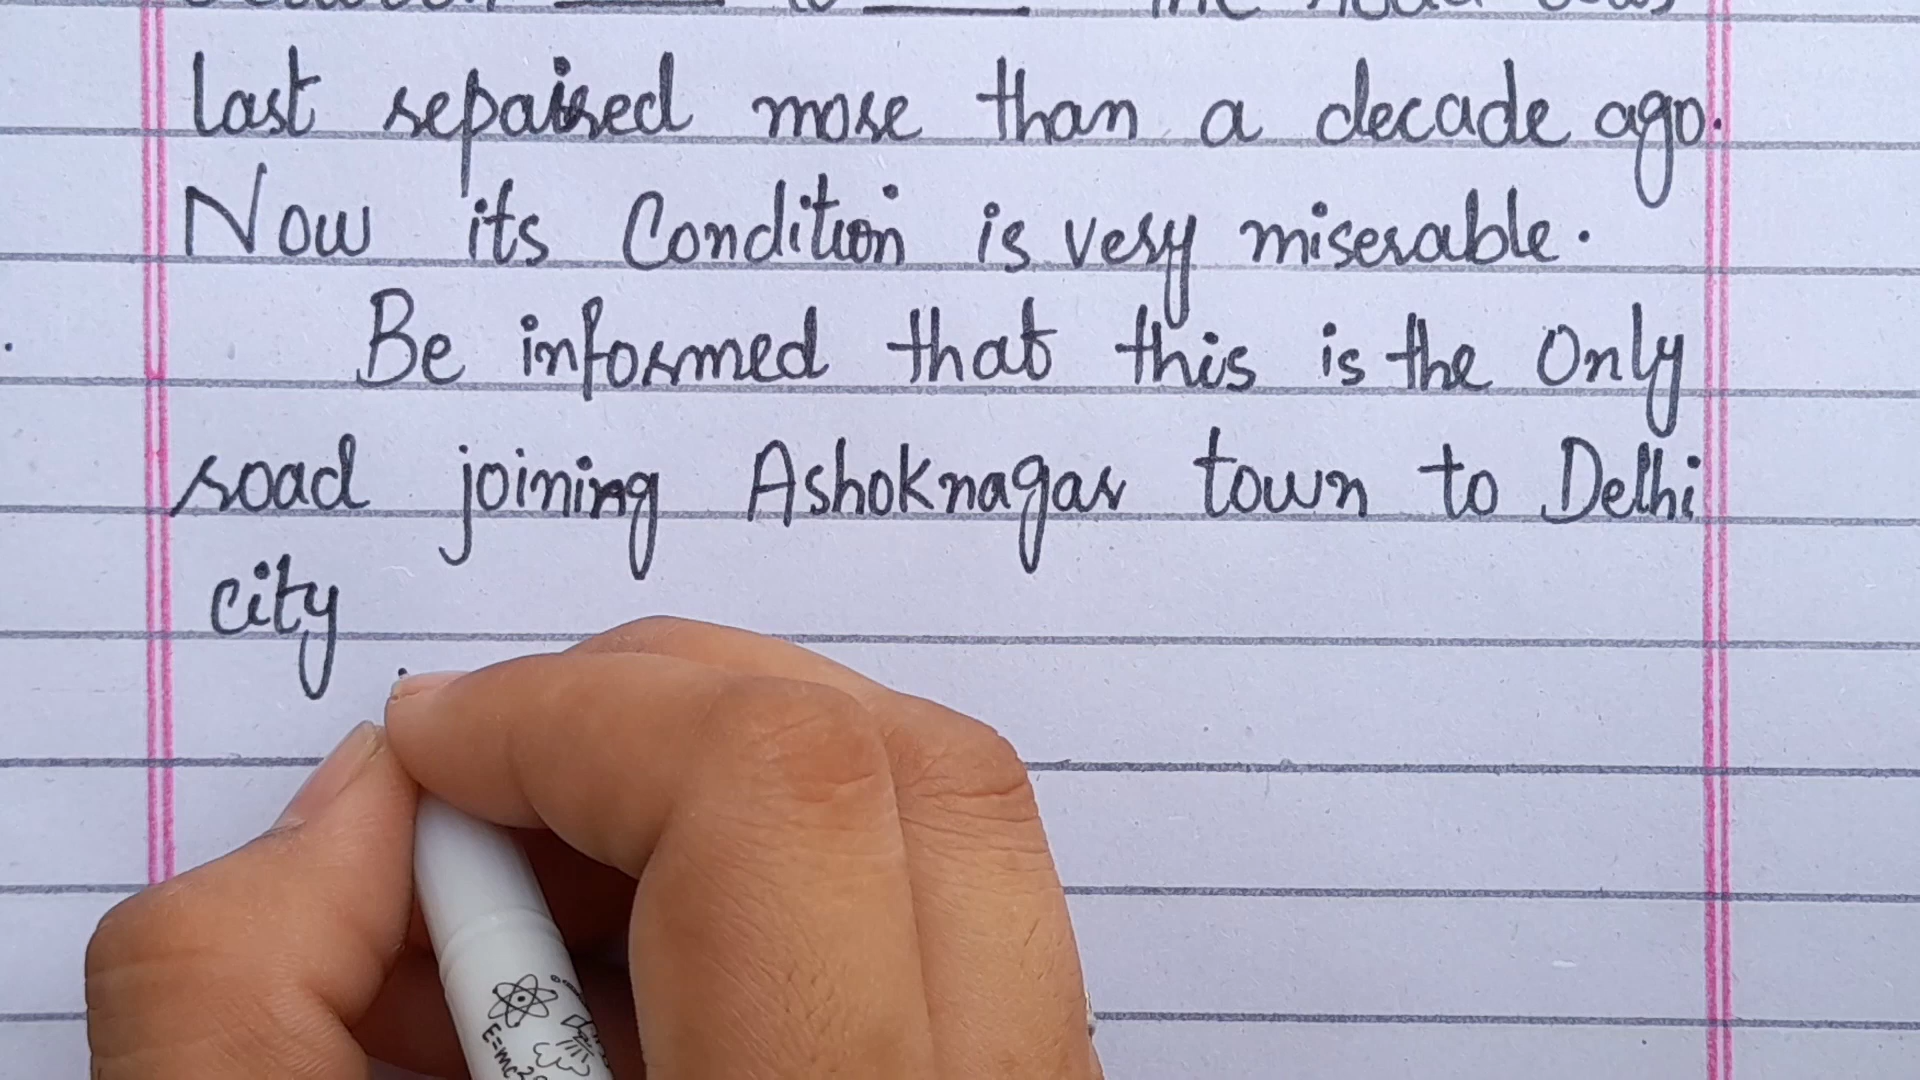 last repaired more than a decade ago.
Now its Condition is very miserable.
Be informed that this is the Only
road joining Ashoknagar town to Delhi
city
E=mc²